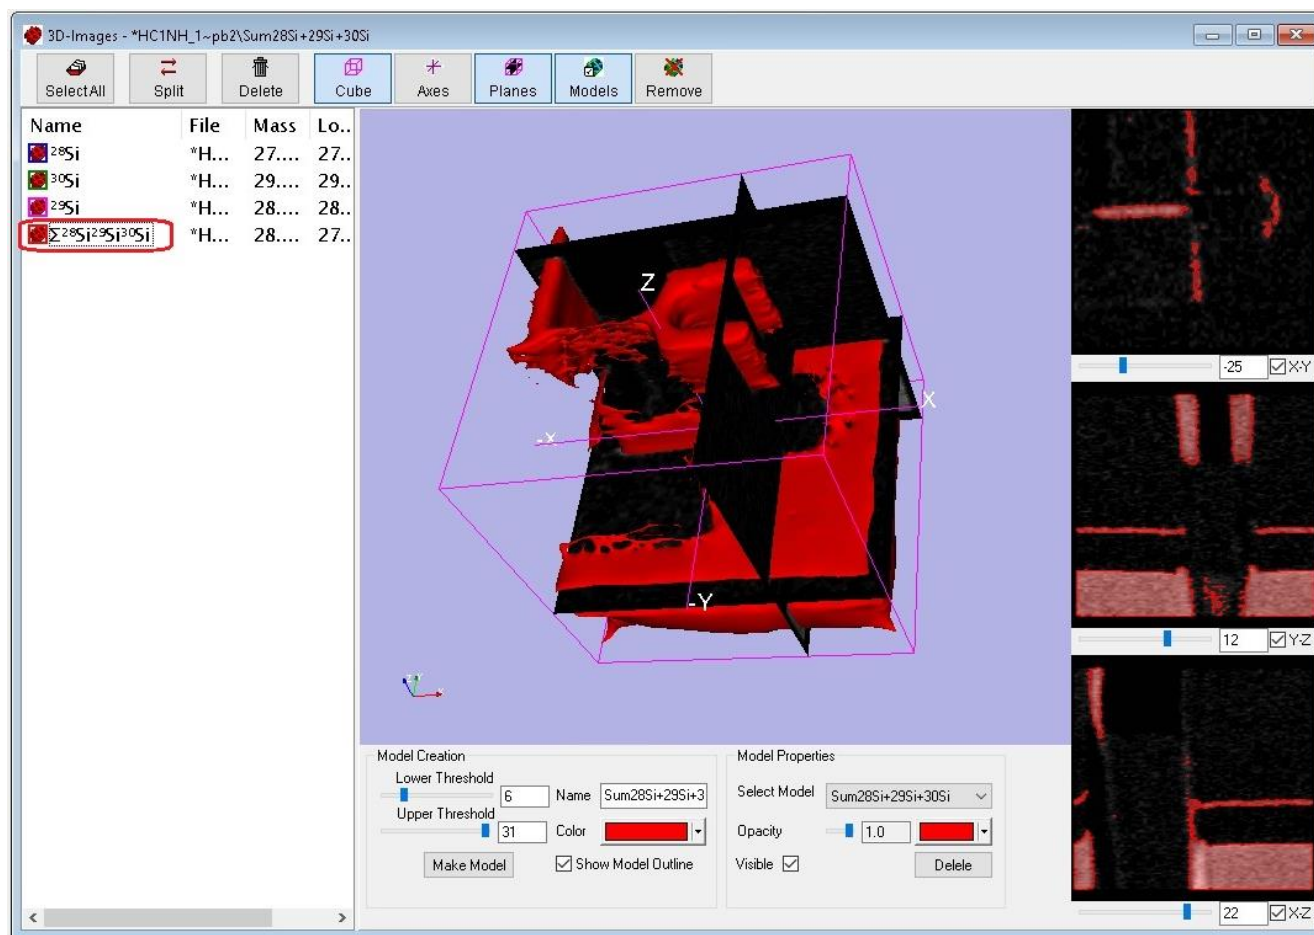 3D-Images - *HC1NH_1~pb2\Sum28Si+29Si+30Si
SelectAll Split Delete Cube Axes Planes Models Remove
Name File Mass Lo..
²⁸Si *H... 27.... 27..
³⁰Si *H... 29.... 29..
²⁹Si *H... 28.... 28..
Σ²⁸Si²⁹Si³⁰Si *H... 28.... 27..
Z
X
-X
-Y
-25 X-Y
12 Y-Z
22 X-Z
Model Creation
Lower Threshold
6 Name Sum28Si+29Si+3
Upper Threshold
31 Color
Make Model Show Model Outline
Model Properties
Select Model Sum28Si+29Si+30Si
Opacity 1.0
Visible Delele